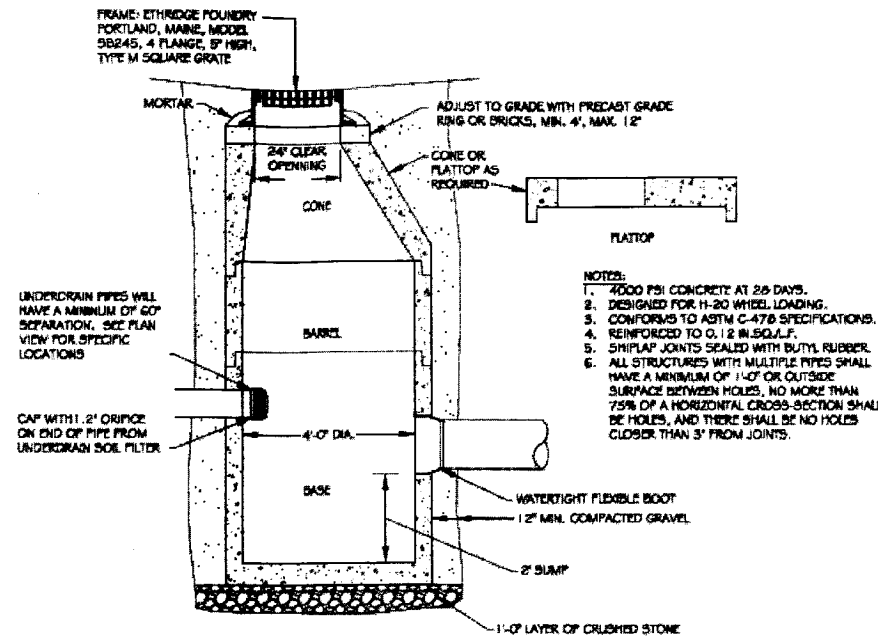 FRAME: ETHRIDGE FOUNDRY
PORTLAND, MAINE, MODEL
SB245, 4 FLANGE, 5" HIGH,
TYPE M SQUARE GRATE
MORTAR
ADJUST TO GRADE WITH PRECAST GRADE
RING OR BRICKS, MIN. 4", MAX. 12"
24" CLEAR
OPENNING
CONE OR
FLATTOP AS
REQUIRED
CONE
FLATTOP
NOTES:
1. 4000 PSI CONCRETE AT 28 DAYS.
2. DESIGNED FOR H-20 WHEEL LOADING.
3. CONFORMS TO ASTM C-478 SPECIFICATIONS.
4. REINFORCED TO 0.12 IN.SQ./L.F.
5. SHIPLAP JOINTS SEALED WITH BUTYL RUBBER.
6. ALL STRUCTURES WITH MULTIPLE PIPES SHALL
HAVE A MINIMUM OF 1'-0" OR OUTSIDE
SURFACE BETWEEN HOLES, NO MORE THAN
75% OF A HORIZONTAL CROSS-SECTION SHALL
BE HOLES, AND THERE SHALL BE NO HOLES
CLOSER THAN 3" FROM JOINTS.
UNDERDRAIN PIPES WILL
HAVE A MINIMUM OF 60°
SEPARATION. SEE PLAN
VIEW FOR SPECIFIC
LOCATIONS
BARREL
CAP WITH 1.2" ORIFICE
ON END OF PIPE FROM
UNDERDRAIN SOIL FILTER
4'-0" DIA.
BASE
WATERTIGHT FLEXIBLE BOOT
12" MIN. COMPACTED GRAVEL
2' SUMP
1'-0" LAYER OF CRUSHED STONE